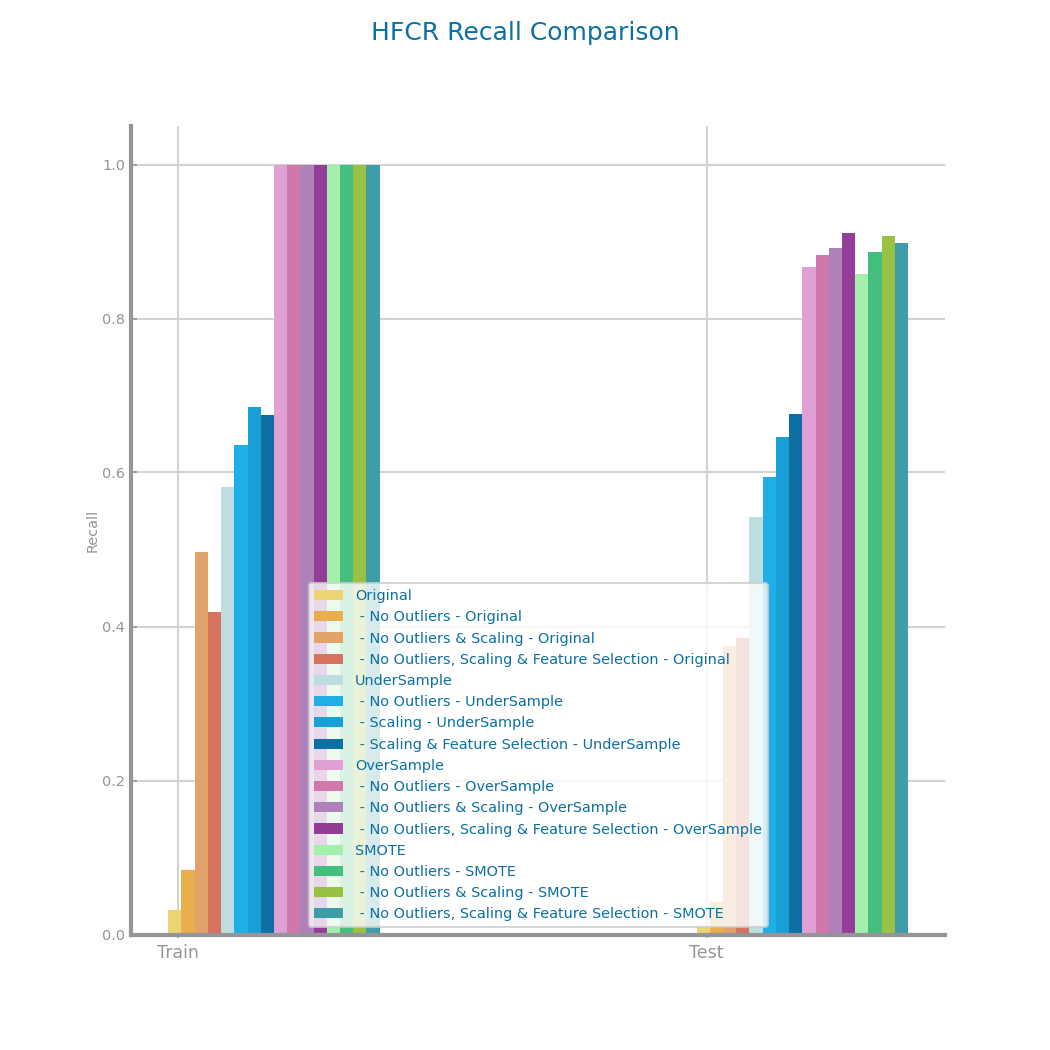 HFCR Recall Comparison
1.0
0.8
0.6
0.4
0.2
0.0
Recall
Original
- No Outliers - Original
- No Outliers & Scaling - Original
- No Outliers, Scaling & Feature Selection - Original
UnderSample
- No Outliers - UnderSample
- Scaling - UnderSample
- Scaling & Feature Selection - UnderSample
OverSample
- No Outliers - OverSample
- No Outliers & Scaling - OverSample
- No Outliers, Scaling & Feature Selection - OverSample
SMOTE
- No Outliers - SMOTE
- No Outliers & Scaling - SMOTE
- No Outliers, Scaling & Feature Selection - SMOTE
Train
Test